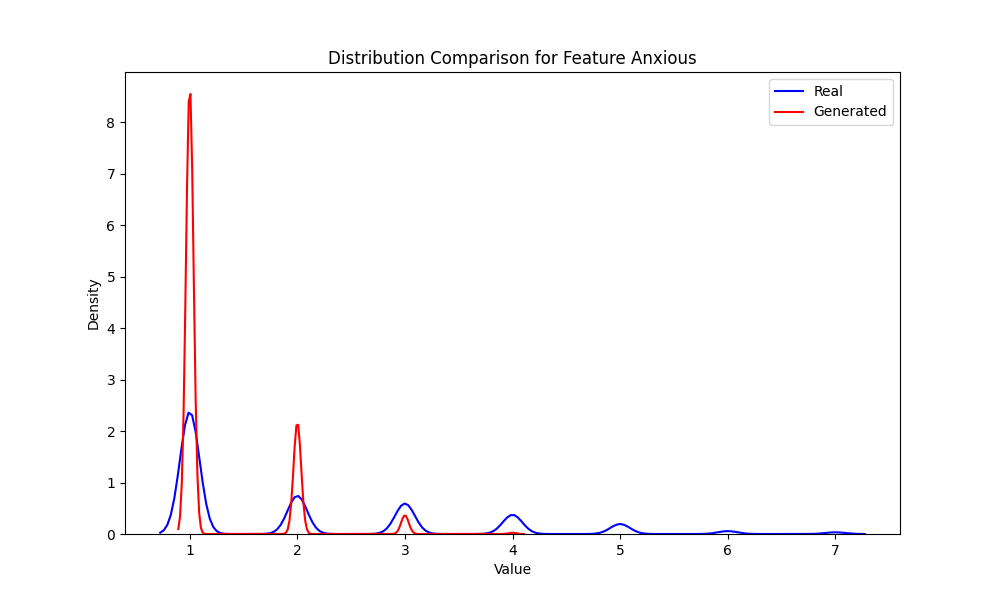 Distribution Comparison for Feature Anxious
Real
Generated
Density
8
7
6
5
4
3
2
1
0
1 2 3 4 5 6 7
Value